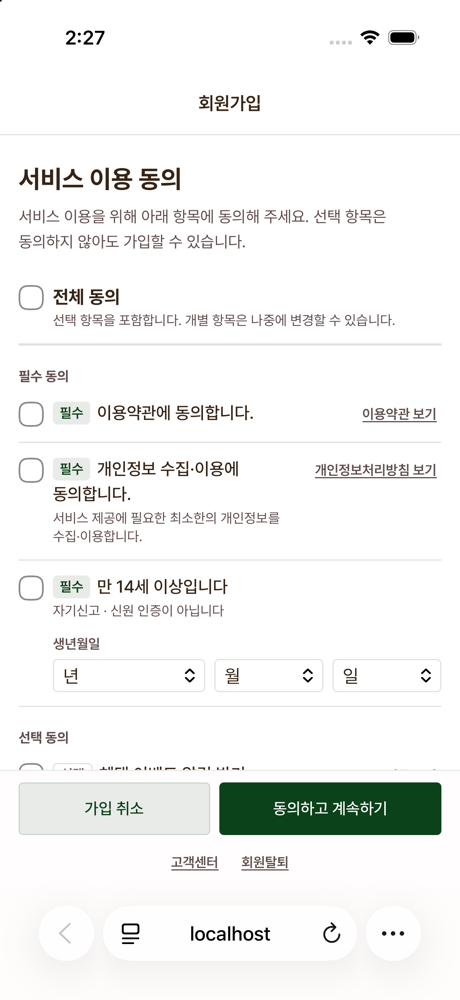 2:27
회원가입
서비스 이용 동의
서비스 이용을 위해 아래 항목에 동의해 주세요. 선택 항목은
동의하지 않아도 가입할 수 있습니다.
전체 동의
선택 항목을 포함합니다. 개별 항목은 나중에 변경할 수 있습니다.
필수 동의
필수 이용약관에 동의합니다. 이용약관 보기
필수 개인정보 수집·이용에 개인정보처리방침 보기
동의합니다.
서비스 제공에 필요한 최소한의 개인정보를
수집·이용합니다.
필수 만 14세 이상입니다
자기신고 · 신원 인증이 아닙니다
생년월일
년 월 일
선택 동의
가입 취소 동의하고 계속하기
고객센터 회원탈퇴
localhost